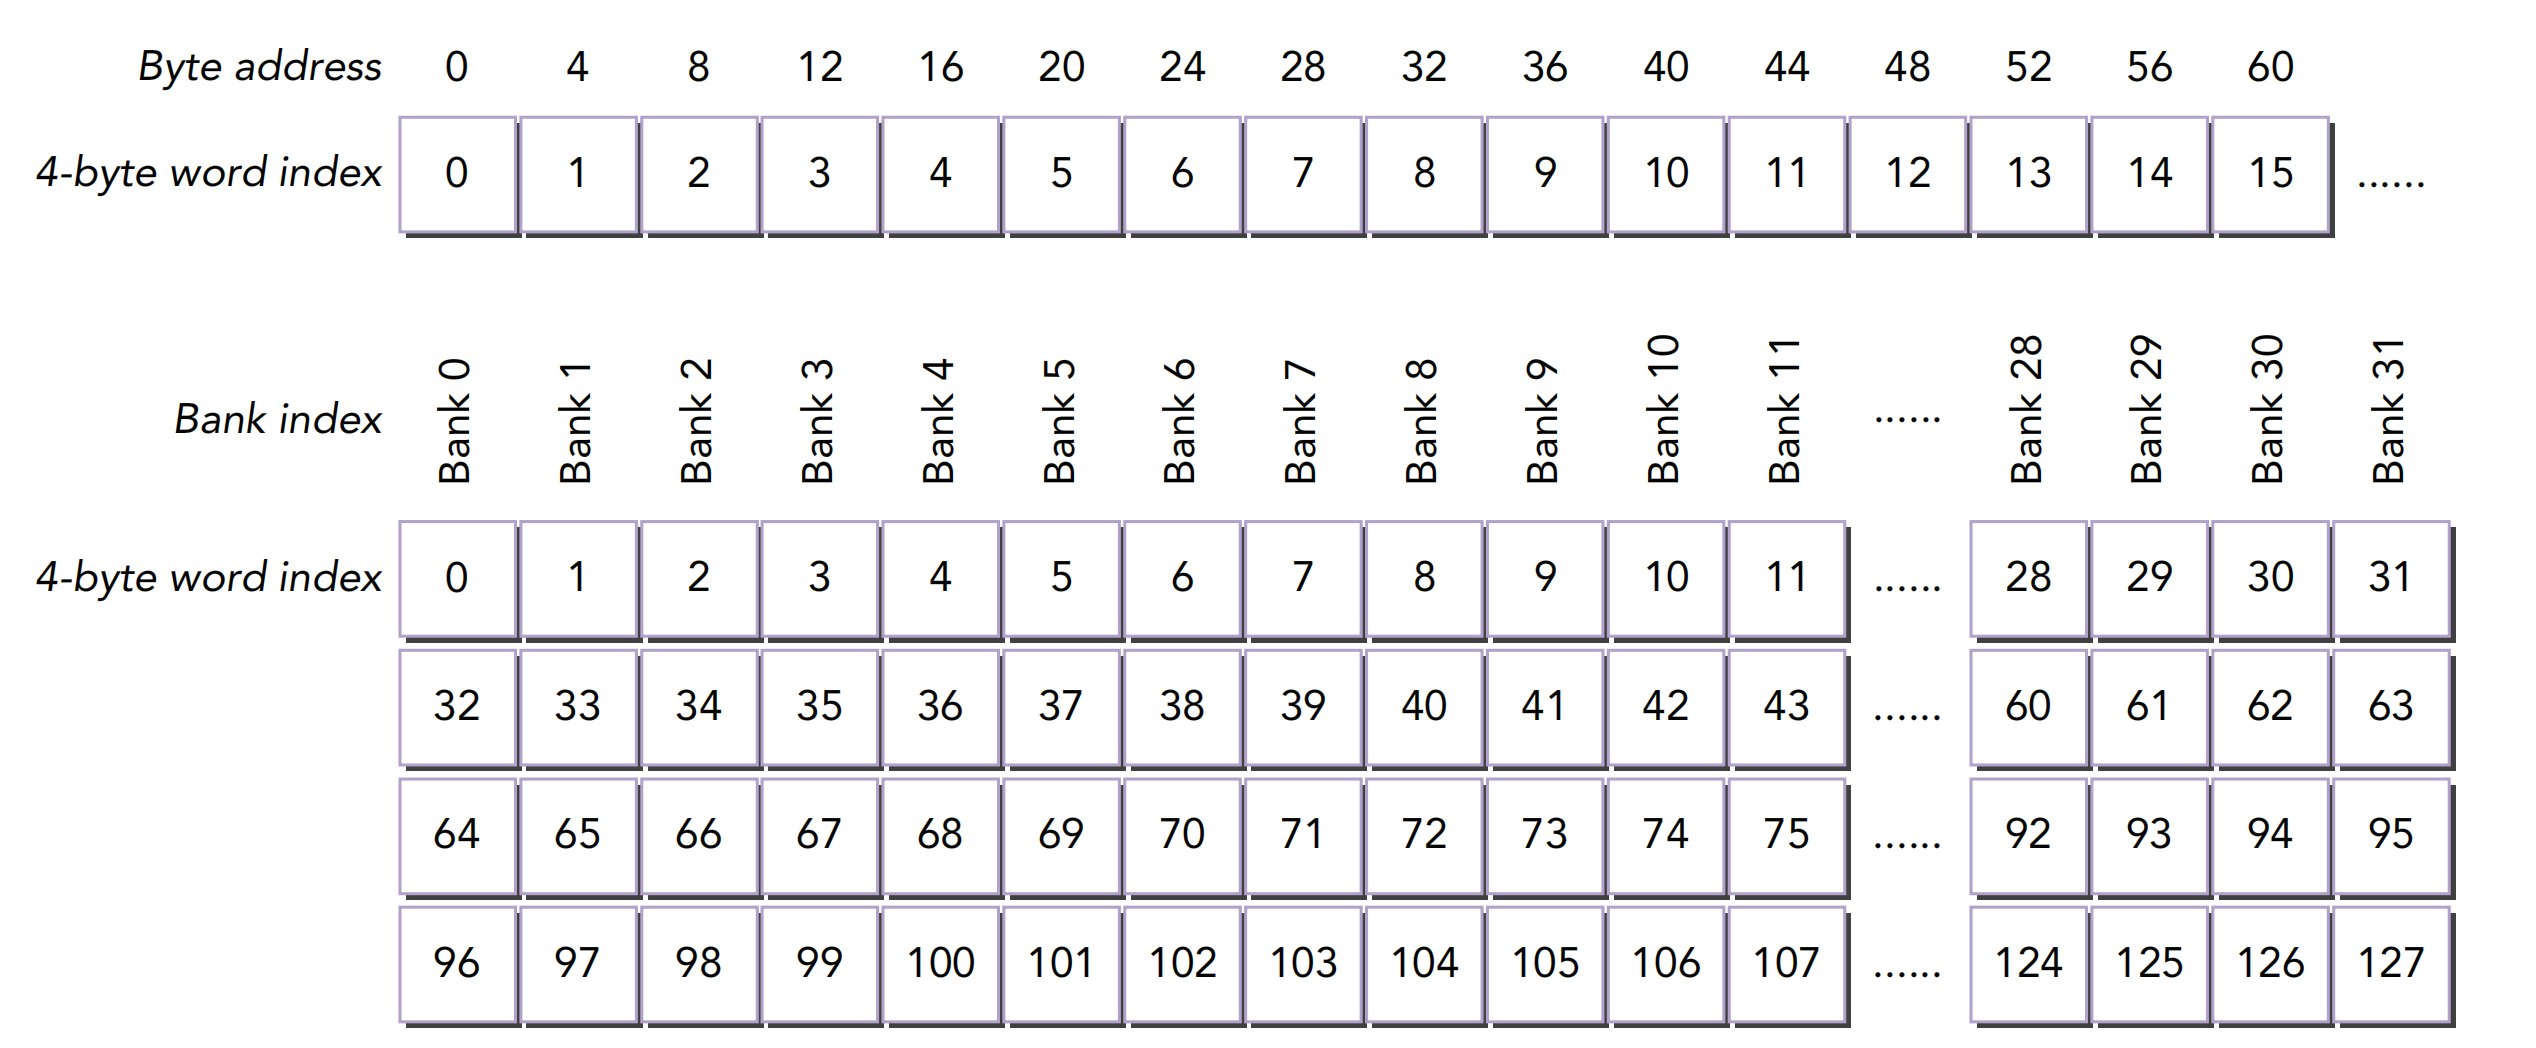 Byte address 0 4 8 12 16 20 24 28 32 36 40 44 48 52 56 60
4-byte word index 0 1 2 3 4 5 6 7 8 9 10 11 12 13 14 15 ......
Bank index Bank 0 Bank 1 Bank 2 Bank 3 Bank 4 Bank 5 Bank 6 Bank 7 Bank 8 Bank 9 Bank 10 Bank 11 ...... Bank 28 Bank 29 Bank 30 Bank 31
4-byte word index 0 1 2 3 4 5 6 7 8 9 10 11 ...... 28 29 30 31
32 33 34 35 36 37 38 39 40 41 42 43 ...... 60 61 62 63
64 65 66 67 68 69 70 71 72 73 74 75 ...... 92 93 94 95
96 97 98 99 100 101 102 103 104 105 106 107 ...... 124 125 126 127